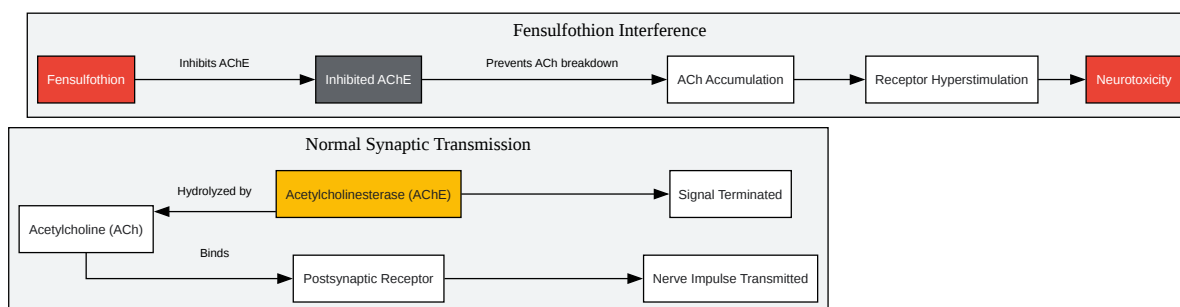 Fensulfothion Interference
Fensulfothion
Inhibits AChE
Inhibited AChE
Prevents ACh breakdown
ACh Accumulation
Receptor Hyperstimulation
Neurotoxicity
Normal Synaptic Transmission
Hydrolyzed by
Acetylcholinesterase (AChE)
Signal Terminated
Acetylcholine (ACh)
Binds
Postsynaptic Receptor
Nerve Impulse Transmitted